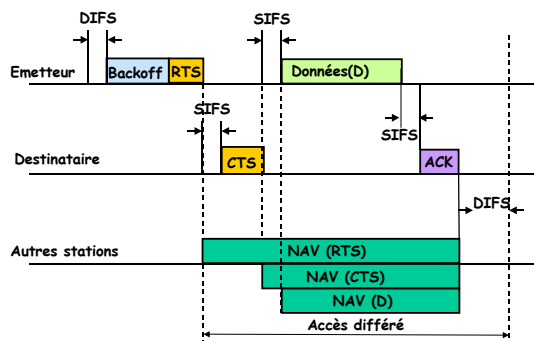 DIFS
SIFS
Emetteur
Backoff
RTS
Données(D)
SIFS
SIFS
Destinataire
CTS
ACK
DIFS
Autres stations
NAV (RTS)
NAV (CTS)
NAV (D)
Accès différé